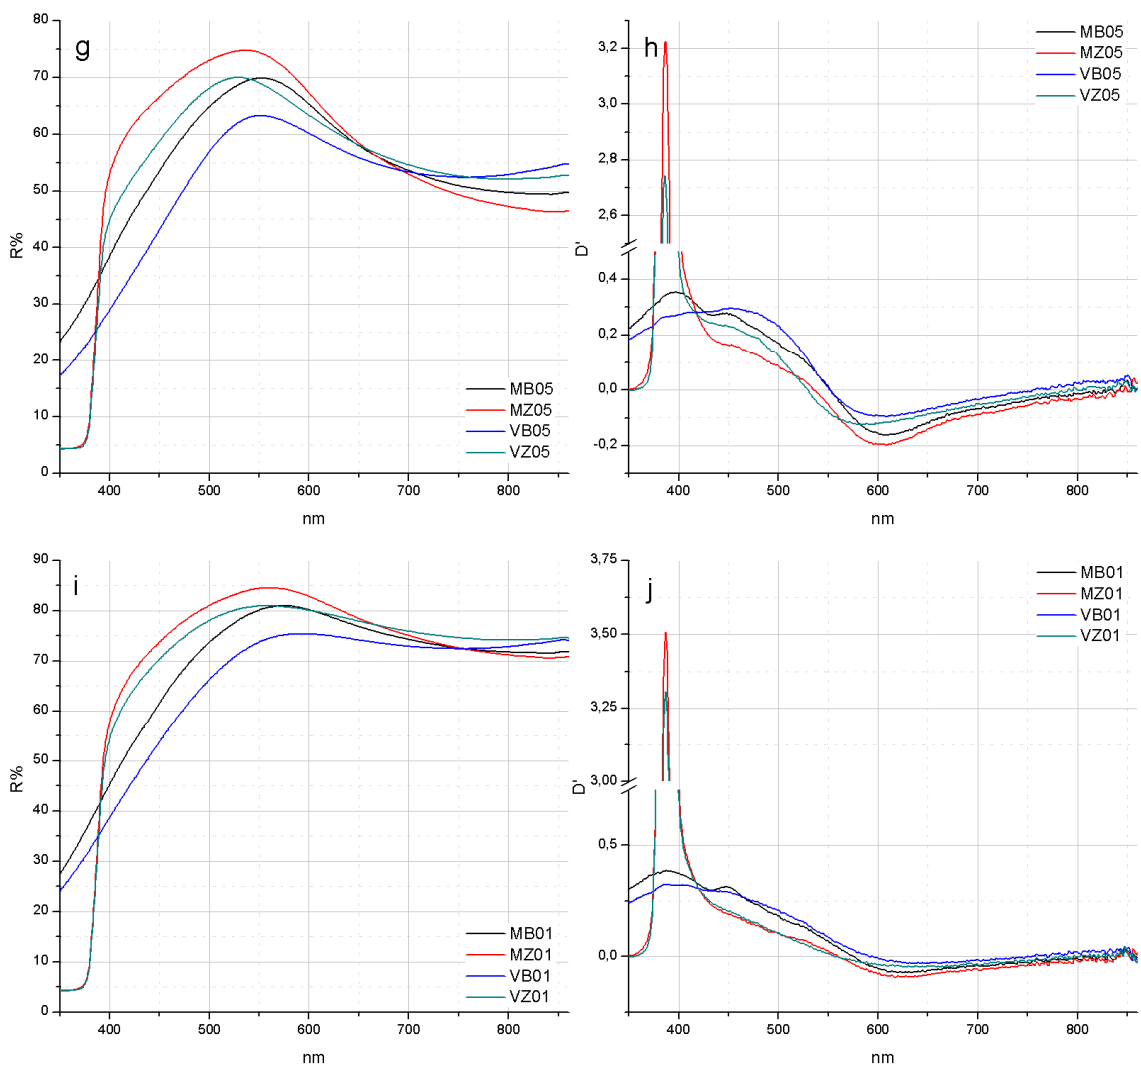 g
R%
80
70
60
50
40
30
20
10
0
MB05
MZ05
VB05
VZ05
400 500 600 700 800
nm
h
D'
3,2
3,0
2,8
2,6
0,4
0,2
0,0
-0,2
MB05
MZ05
VB05
VZ05
400 500 600 700 800
nm
i
R%
90
80
70
60
50
40
30
20
10
0
MB01
MZ01
VB01
VZ01
400 500 600 700 800
nm
j
D'
3,75
3,50
3,25
3,00
0,5
0,0
MB01
MZ01
VB01
VZ01
400 500 600 700 800
nm